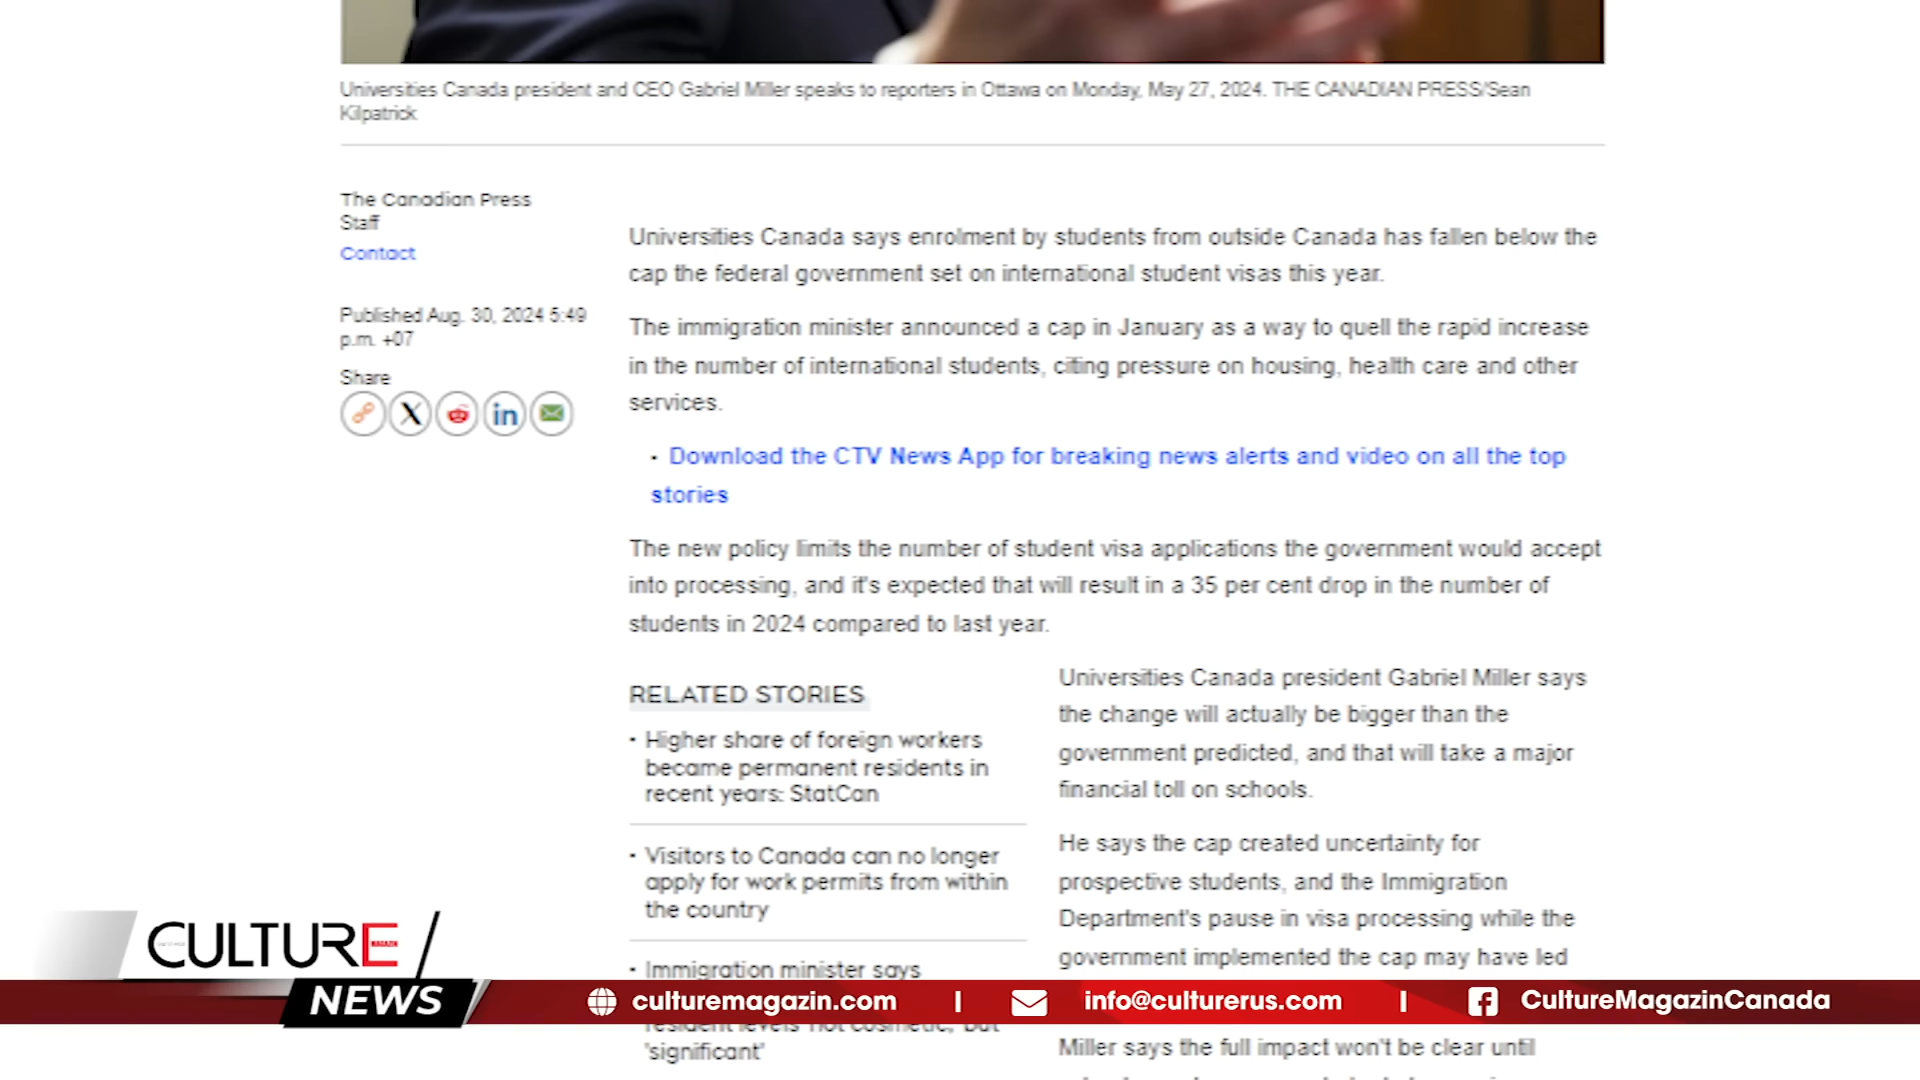 Universities Canada president and CEO Gabriel Miller speaks to reporters in Ottawa on Monday, May 27, 2024. THE CANADIAN PRESS/Sean
Kilpatrick
The Canadian Press
Staff
Contact
Published Aug. 30, 2024 5:49
p.m. +07
Share
Universities Canada says enrolment by students from outside Canada has fallen below the
cap the federal government set on international student visas this year.
The immigration minister announced a cap in January as a way to quell the rapid increase
in the number of international students, citing pressure on housing, health care and other
services.
· Download the CTV News App for breaking news alerts and video on all the top
stories
The new policy limits the number of student visa applications the government would accept
into processing, and it's expected that will result in a 35 per cent drop in the number of
students in 2024 compared to last year.
RELATED STORIES
· Higher share of foreign workers
became permanent residents in
recent years: StatCan
· Visitors to Canada can no longer
apply for work permits from within
the country
· Immigration minister says
resident levels 'not cosmetic,' but
'significant'
Universities Canada president Gabriel Miller says
the change will actually be bigger than the
government predicted, and that will take a major
financial toll on schools.
He says the cap created uncertainty for
prospective students, and the Immigration
Department's pause in visa processing while the
government implemented the cap may have led
Miller says the full impact won't be clear until
CULTURE
MAGAZIN
NEWS
culturemagazin.com | info@culturerus.com | CultureMagazinCanada